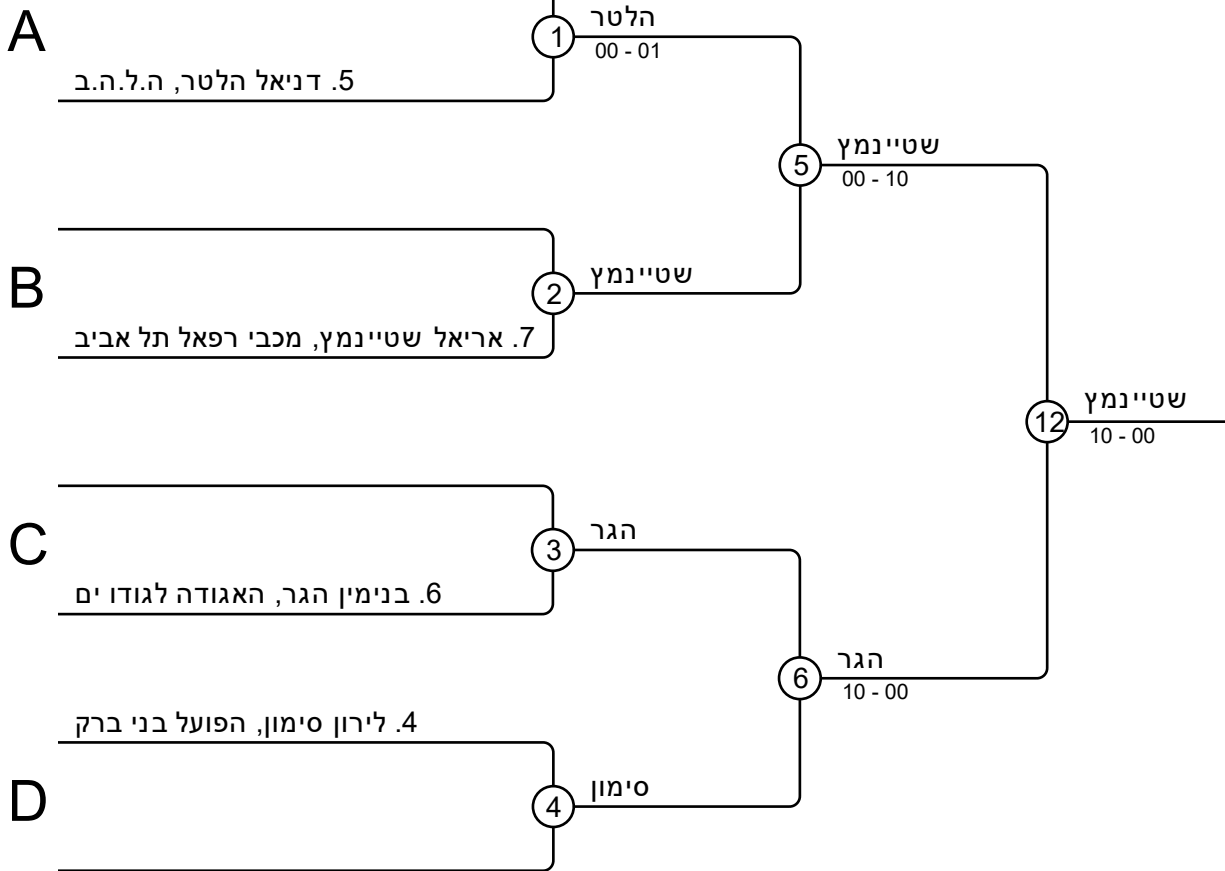 A
הלטר
1
00 - 01
5. דניאל הלטר, ה.ל.ה.ב
שטיינמץ
5
00 - 10
B
שטיינמץ
2
7. אריאל שטיינמץ, מכבי רפאל תל אביב
שטיינמץ
12
10 - 00
C
הגר
3
6. בנימין הגר, האגודה לגודו ים
הגר
6
10 - 00
4. לירון סימון, הפועל בני ברק
D
סימון
4